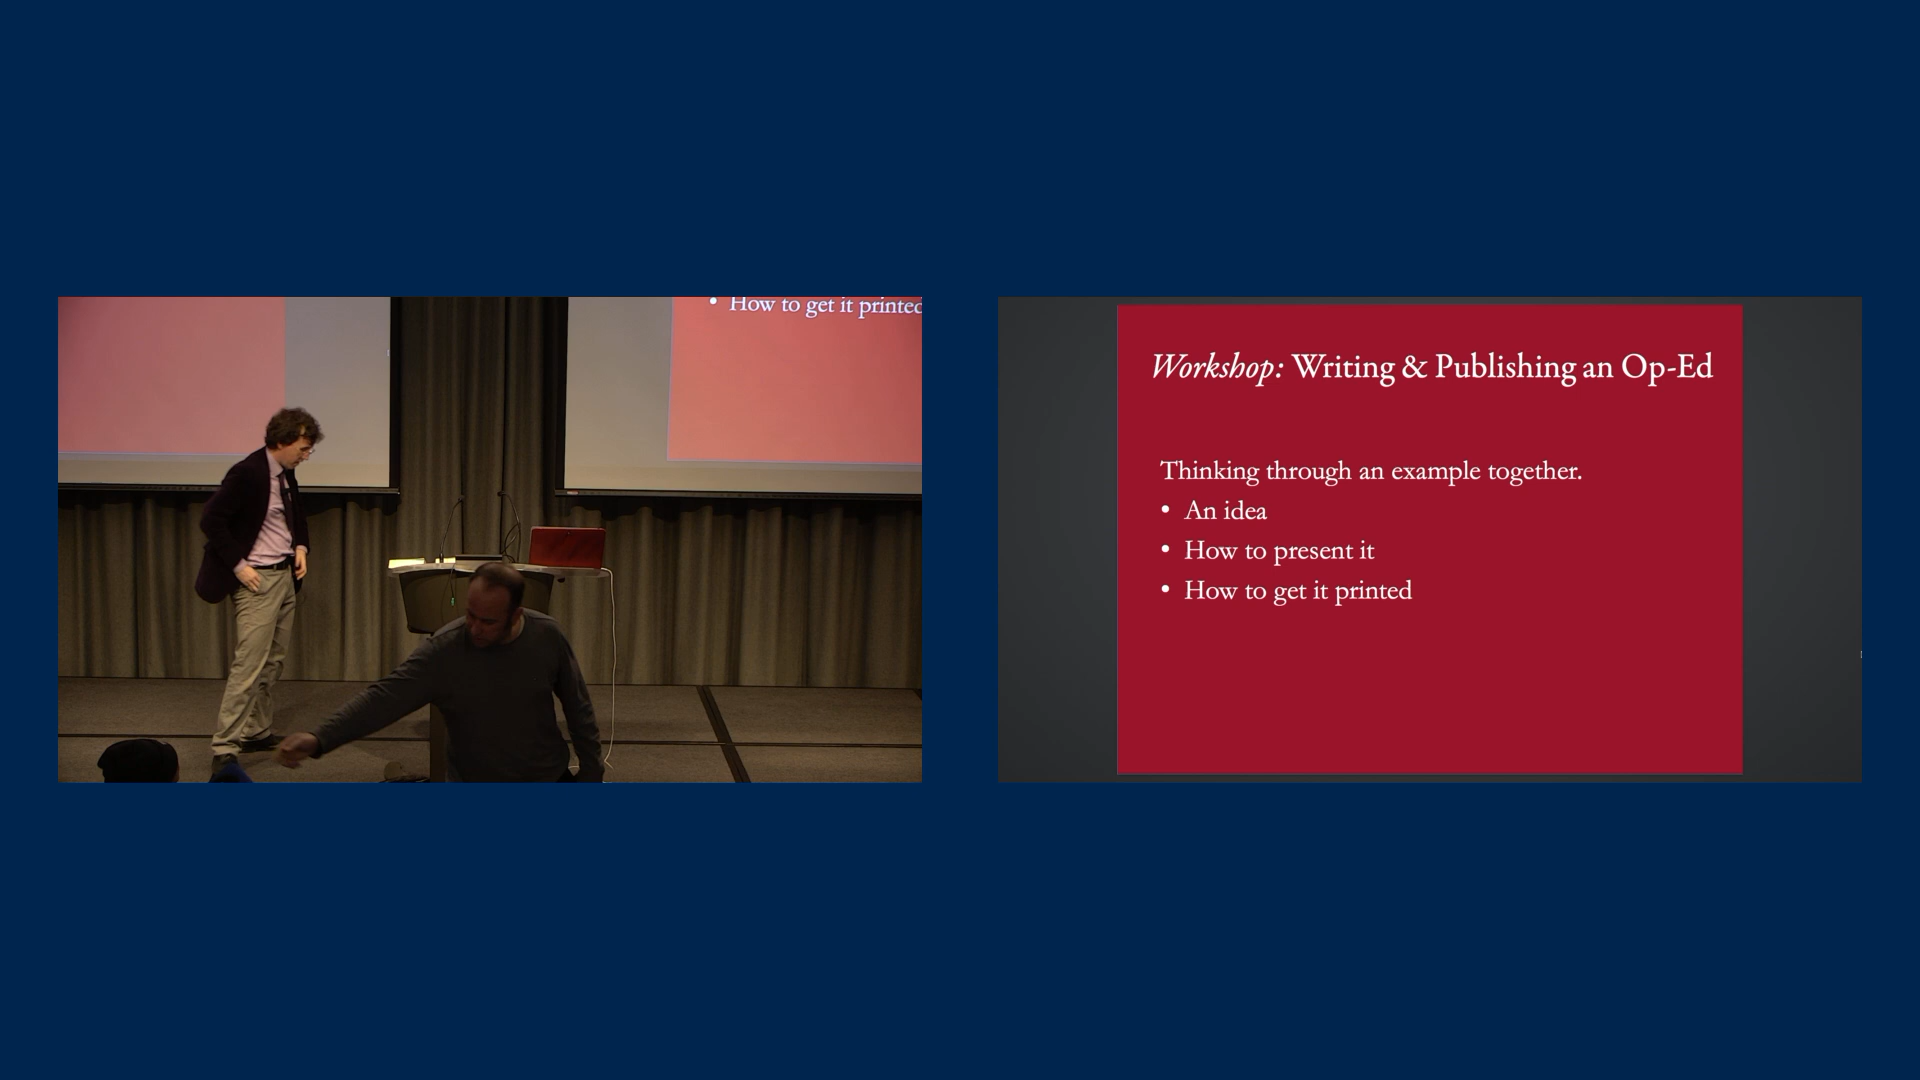 • How to get it printed
Workshop: Writing & Publishing an Op-Ed
Thinking through an example together.
• An idea
• How to present it
• How to get it printed